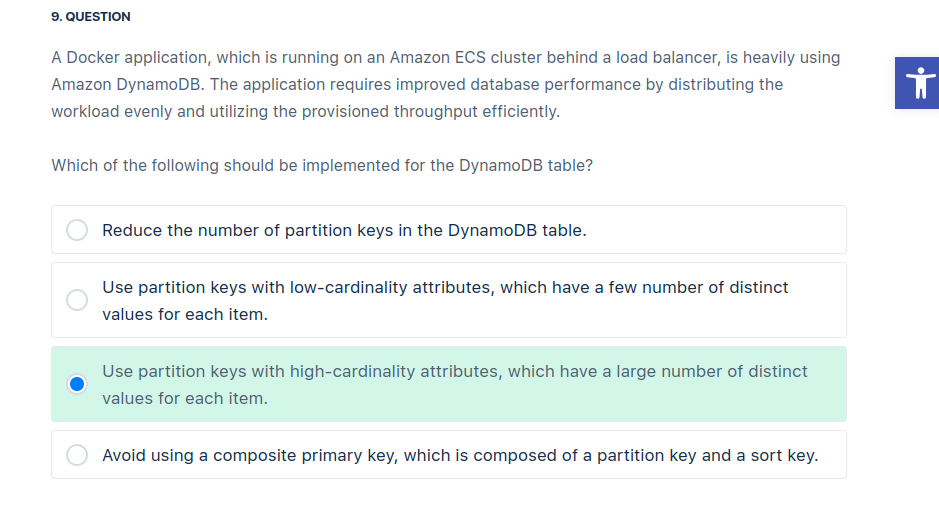 9. QUESTION
A Docker application, which is running on an Amazon ECS cluster behind a load balancer, is heavily using
Amazon DynamoDB. The application requires improved database performance by distributing the
workload evenly and utilizing the provisioned throughput efficiently.
Which of the following should be implemented for the DynamoDB table?
Reduce the number of partition keys in the DynamoDB table.
Use partition keys with low-cardinality attributes, which have a few number of distinct
values for each item.
Use partition keys with high-cardinality attributes, which have a large number of distinct
values for each item.
Avoid using a composite primary key, which is composed of a partition key and a sort key.